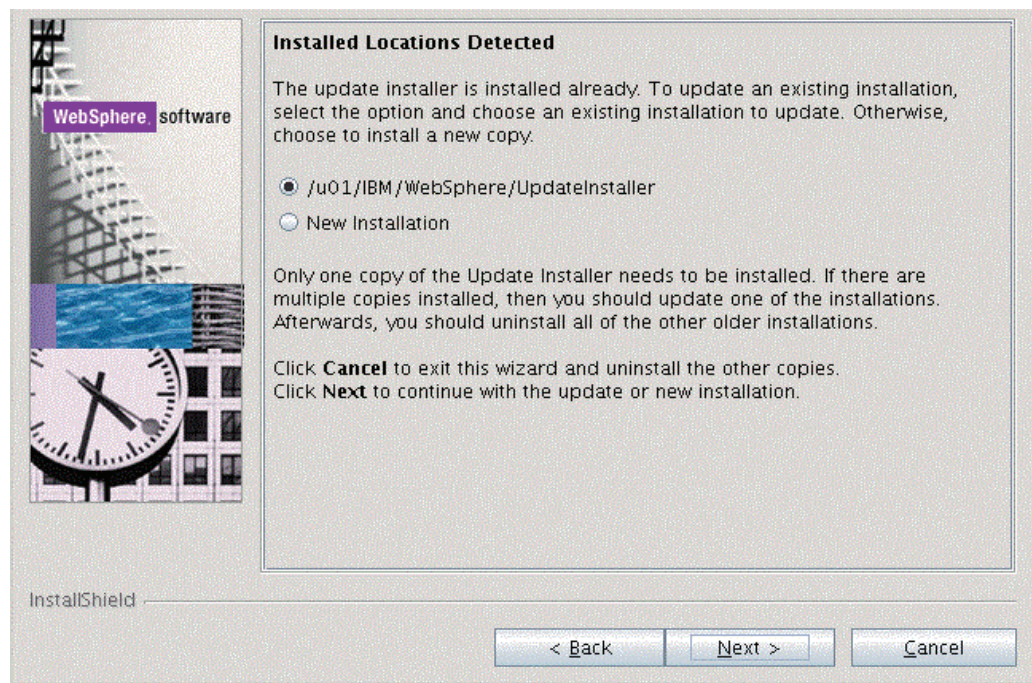 Installed Locations Detected
The update installer is installed already. To update an existing installation,
select the option and choose an existing installation to update. Otherwise,
choose to install a new copy.
/u01/IBM/WebSphere/UpdateInstaller
New Installation
Only one copy of the Update Installer needs to be installed. If there are
multiple copies installed, then you should update one of the installations.
Afterwards, you should uninstall all of the other older installations.
Click Cancel to exit this wizard and uninstall the other copies.
Click Next to continue with the update or new installation.
WebSphere. software
InstallShield
< Back
Next >
Cancel